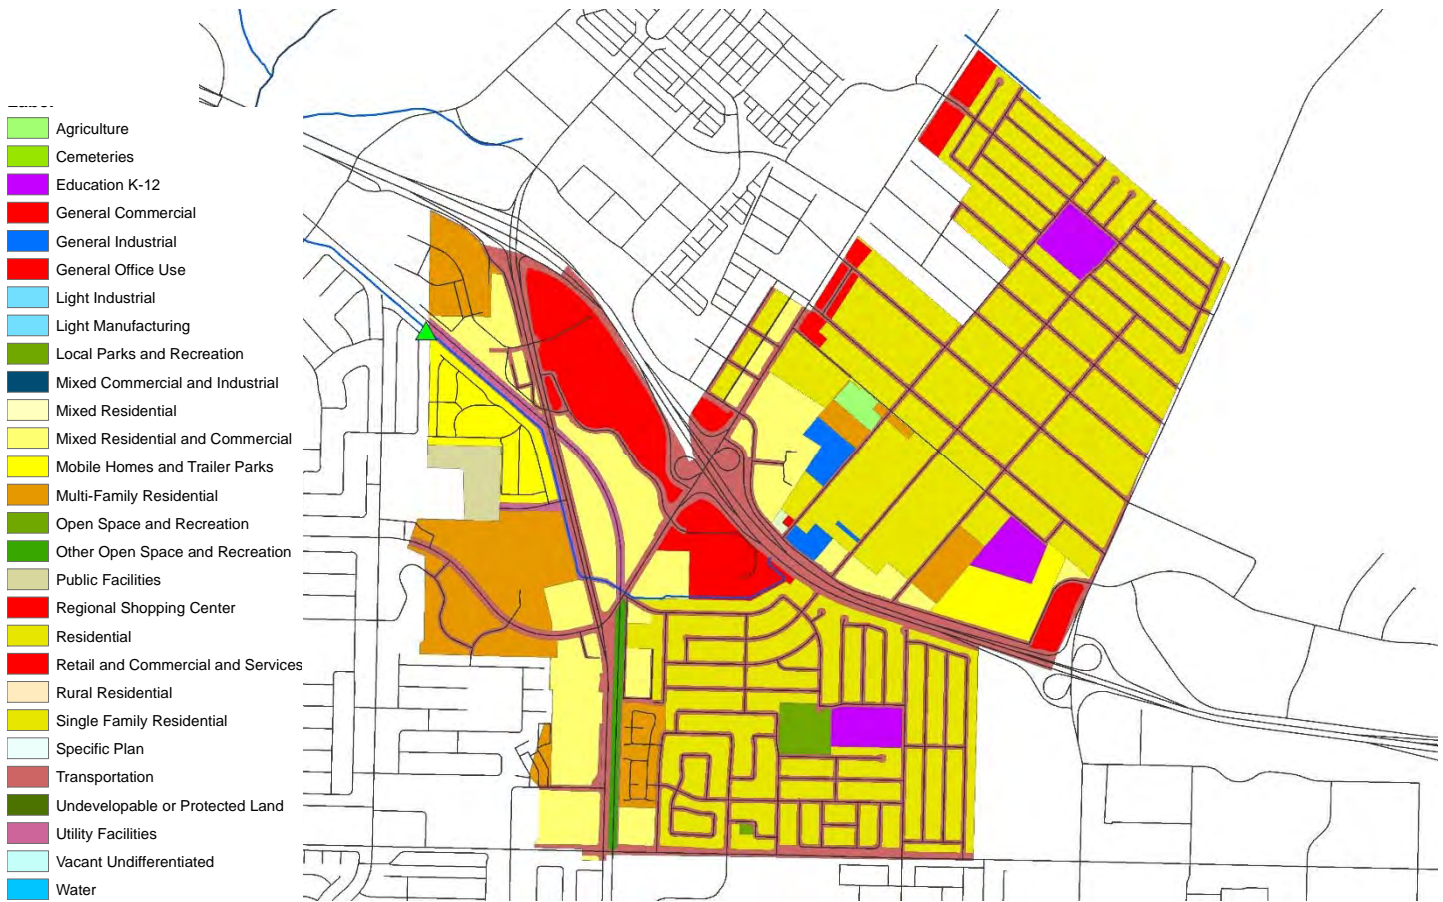 Agriculture
Cemeteries
Education K-12
General Commercial
General Industrial
General Office Use
Light Industrial
Light Manufacturing
Local Parks and Recreation
Mixed Commercial and Industrial
Mixed Residential
Mixed Residential and Commercial
Mobile Homes and Trailer Parks
Multi-Family Residential
Open Space and Recreation
Other Open Space and Recreation
Public Facilities
Regional Shopping Center
Residential
Retail and Commercial and Services
Rural Residential
Single Family Residential
Specific Plan
Transportation
Undevelopable or Protected Land
Utility Facilities
Vacant Undifferentiated
Water